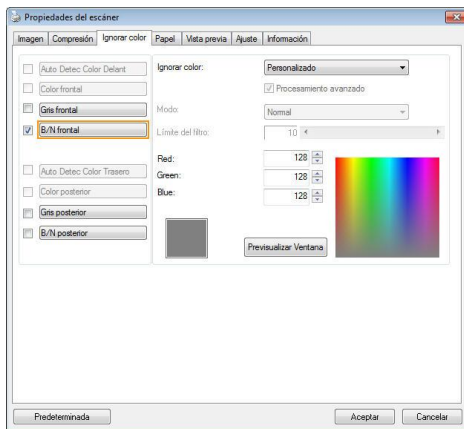 Propiedades del escáner
Imagen Compresión Ignorar color Papel Vista previa Ajuste Información
Auto Detec Color Delant
Color frontal
Gris frontal
B/N frontal
Auto Detec Color Trasero
Color posterior
Gris posterior
B/N posterior
Ignorar color: Personalizado
Procesamiento avanzado
Modo: Normal
Límite del filtro: 10
Red: 128
Green: 128
Blue: 128
Previsualizar Ventana
Predeterminada Aceptar Cancelar